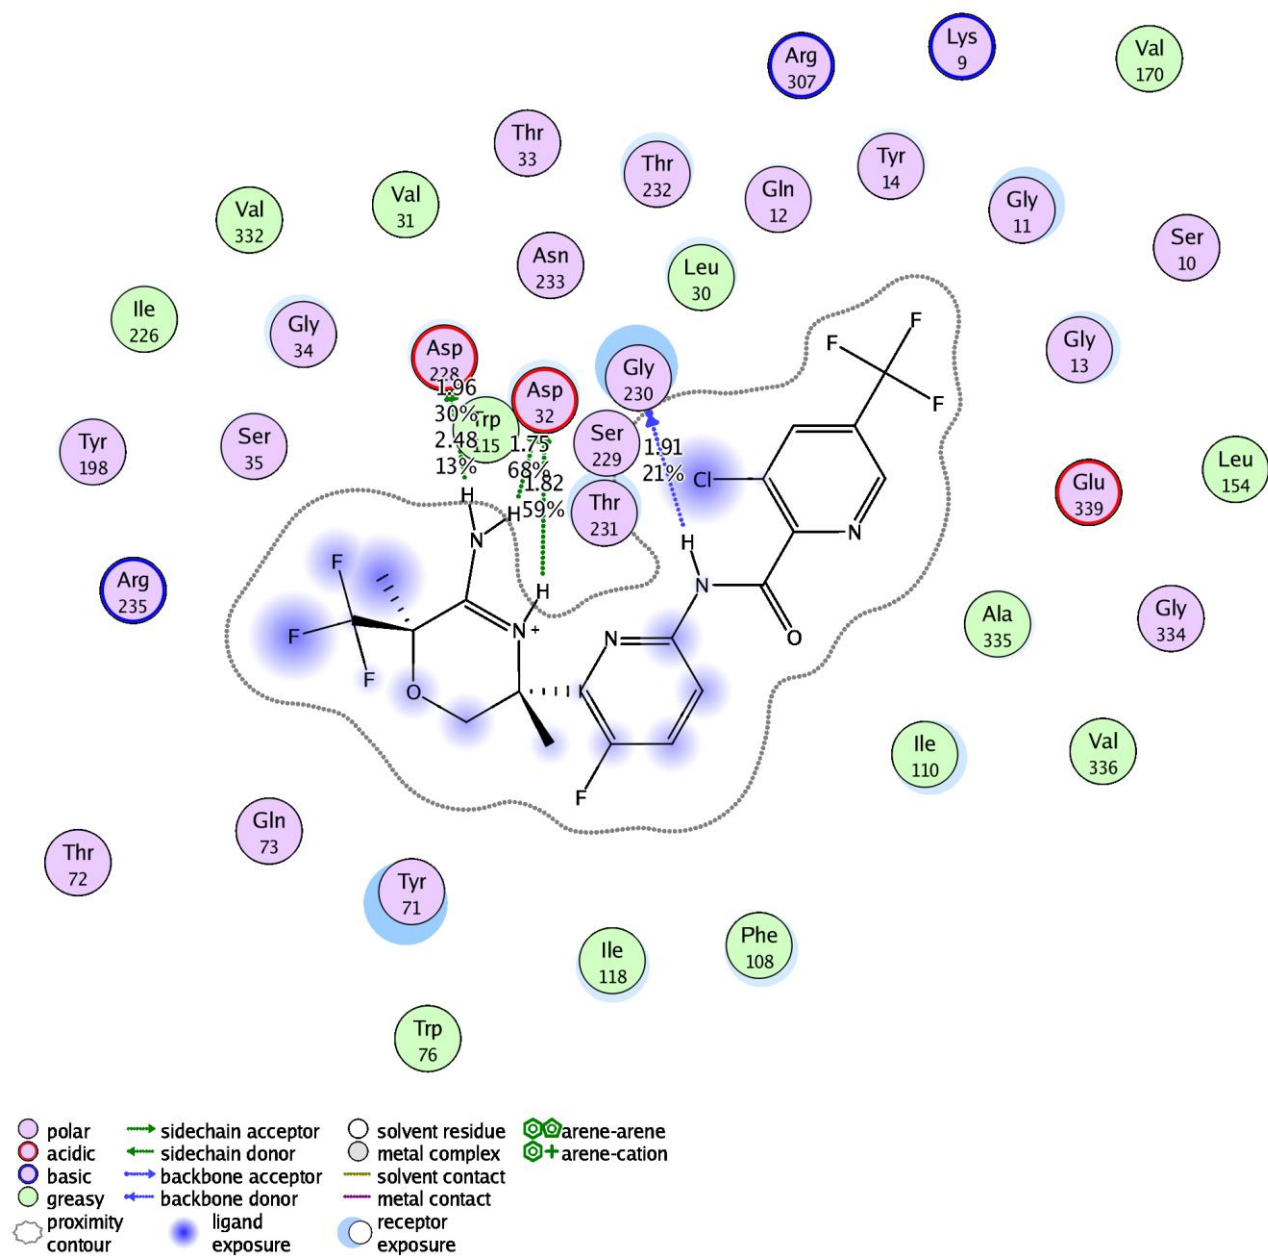 Arg
307
Lys
9
Val
170
Thr
33
Thr
232
Gln
12
Tyr
14
Gly
11
Ser
10
Val
332
Val
31
Asn
233
Leu
30
Ile
226
Gly
34
Asp
228
Asp
32
Gly
230
Gly
13
Tyr
198
Ser
35
Trp
115
Ser
229
Thr
231
Glu
339
Leu
154
1.96
30%
2.48
13%
1.75
68%
1.82
59%
1.91
21%
F
F
F
Cl
N
H
H
N
H
N
+
H
N
O
N
F
F
F
O
F
Arg
235
Ala
335
Gly
334
Ile
110
Val
336
Thr
72
Gln
73
Tyr
71
Ile
118
Phe
108
Trp
76
polar
acidic
basic
greasy
proximity
contour
sidechain acceptor
sidechain donor
backbone acceptor
backbone donor
ligand
exposure
solvent residue
metal complex
solvent contact
metal contact
receptor
exposure
arene-arene
+ arene-cation